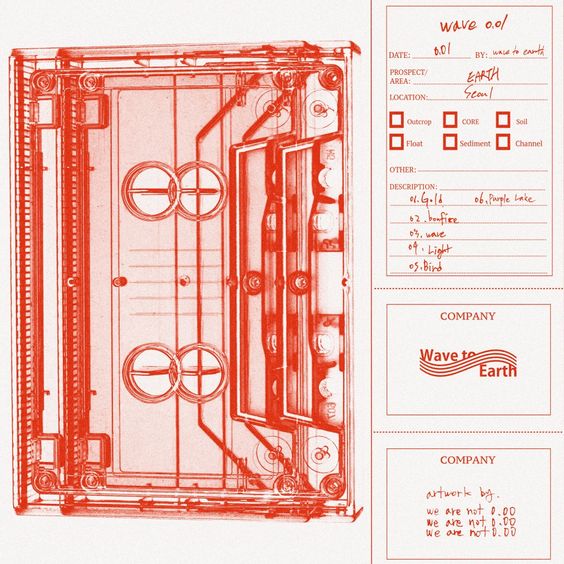 wave 0.01
DATE: 0.01 BY: wave to earth
PROSPECT/
AREA: EARTH
LOCATION: Seoul
Outcrop CORE Soil
Float Sediment Channel
OTHER:
DESCRIPTION:
01. Gold 06. Purple Lake
02. bonfire
03. wave
04. Light
05. Bird
COMPANY
Wave to
Earth
COMPANY
artwork by.
we are not 0.00
we are not 0.00
we are not 0.00